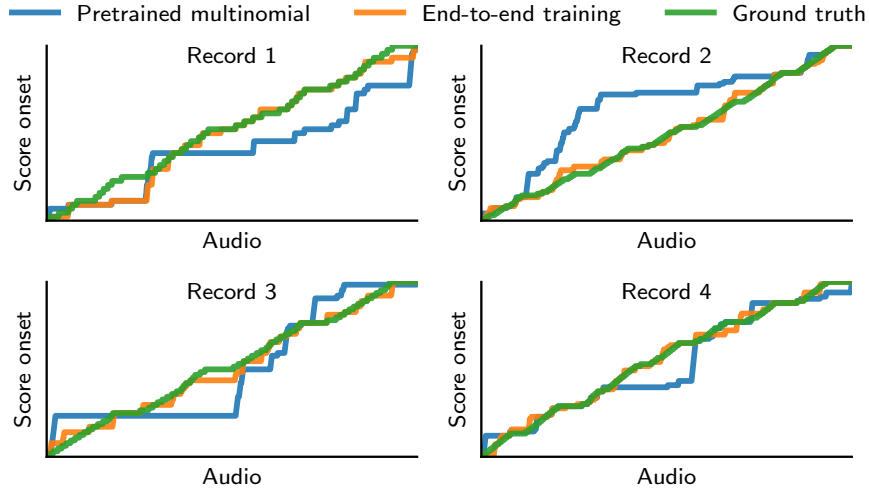 Pretrained multinomial End-to-end training Ground truth
Record 1
Score onset
Audio
Record 2
Score onset
Audio
Record 3
Score onset
Audio
Record 4
Score onset
Audio